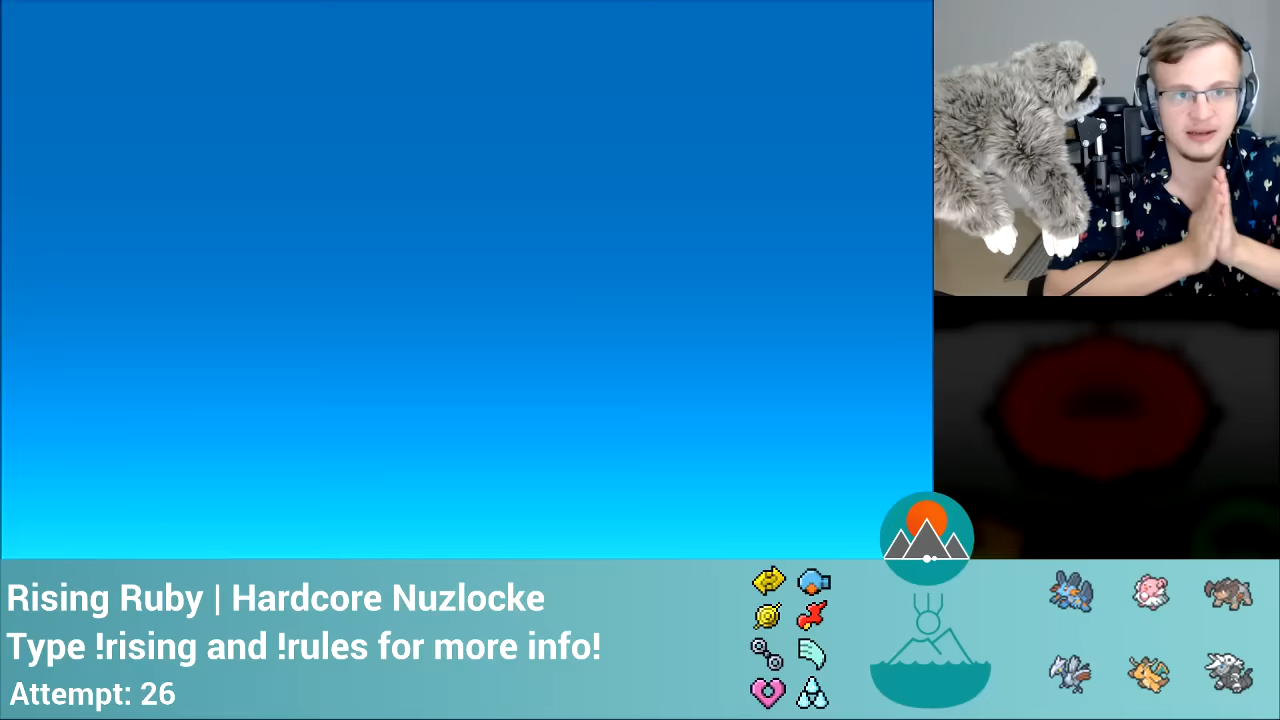 Rising Ruby | Hardcore Nuzlocke
Type !rising and !rules for more info!
Attempt: 26